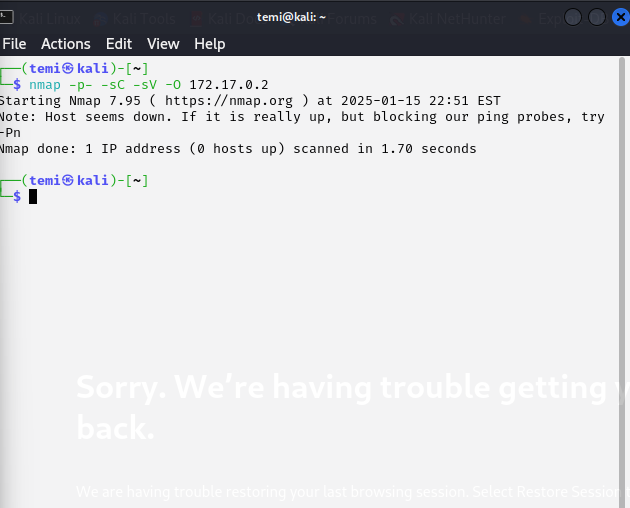 Kali Linux Kali Tools Kali Do Forums Kali NetHunter Exp
temi@kali: ~
File Actions Edit View Help
┌──(temi㉿kali)-[~]
└─$ nmap -p- -sC -sV -O 172.17.0.2
Starting Nmap 7.95 ( https://nmap.org ) at 2025-01-15 22:51 EST
Note: Host seems down. If it is really up, but blocking our ping probes, try
-Pn
Nmap done: 1 IP address (0 hosts up) scanned in 1.70 seconds
┌──(temi㉿kali)-[~]
└─$
Sorry. We're having trouble getting y
back.
We are having trouble restoring your last browsing session. Select Restore Session